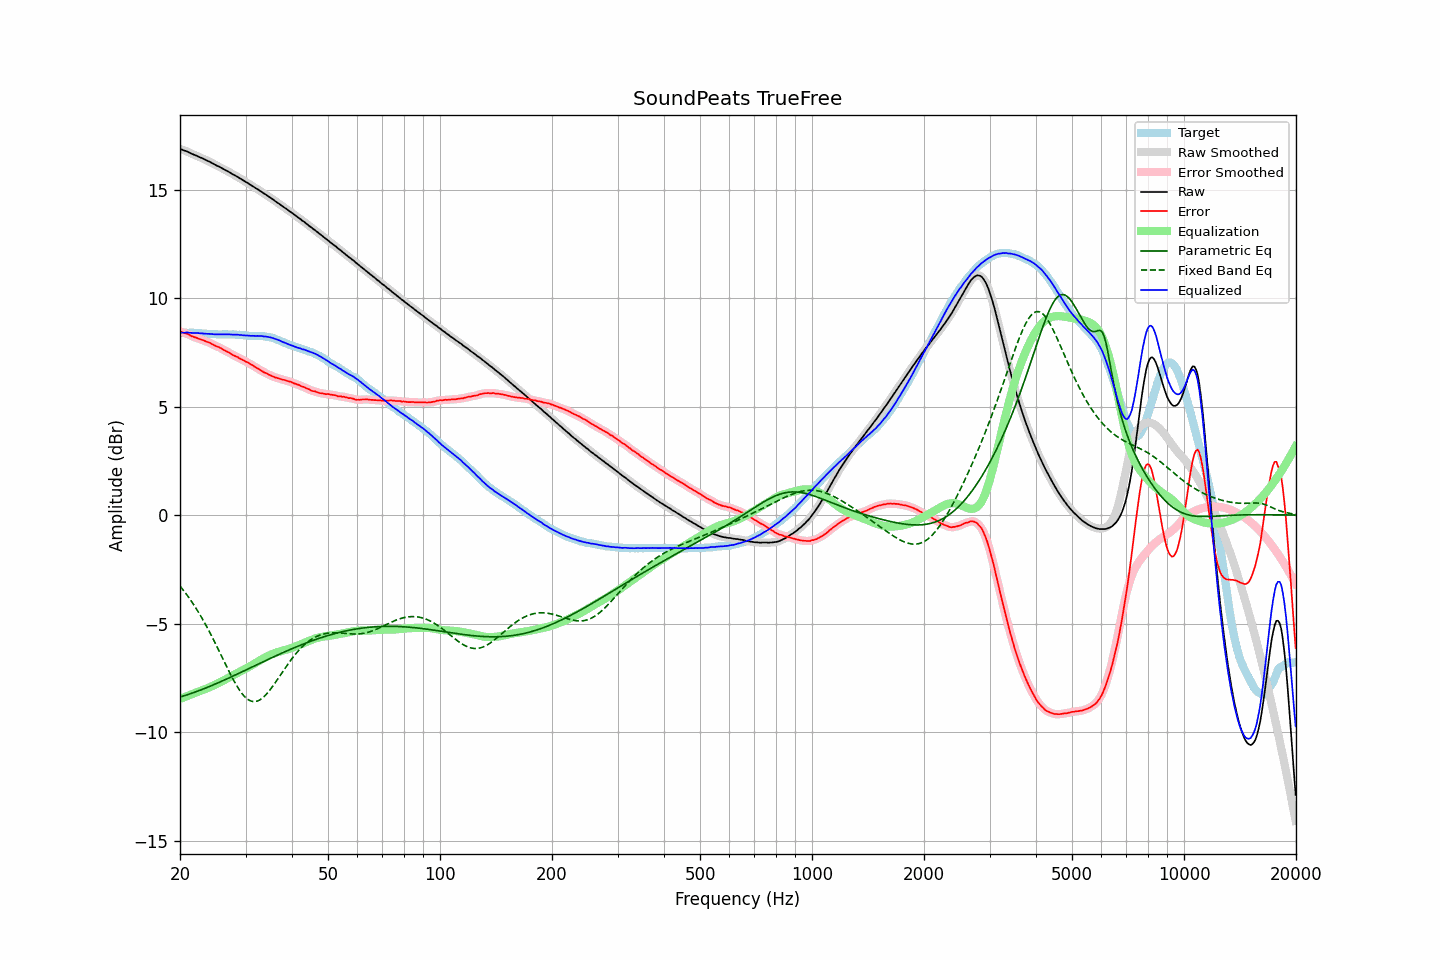 SoundPeats TrueFree
Target
Raw Smoothed
Error Smoothed
Raw
Error
Equalization
Parametric Eq
Fixed Band Eq
Equalized
Amplitude (dBr)
15
10
5
0
−5
−10
−15
20
50
100
200
500
1000
2000
5000
10000
20000
Frequency (Hz)